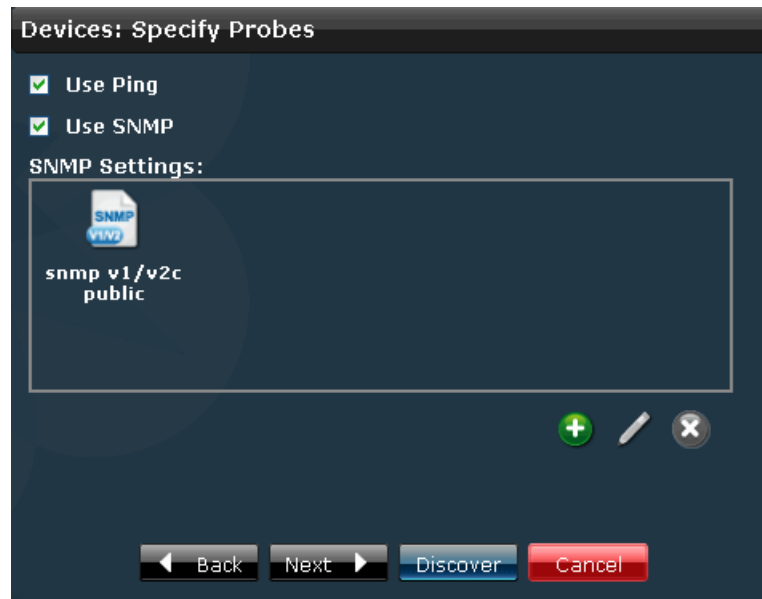 Devices: Specify Probes
Use Ping
Use SNMP
SNMP Settings:
SNMP
V1/V2
snmp v1/v2c
public
Back Next Discover Cancel